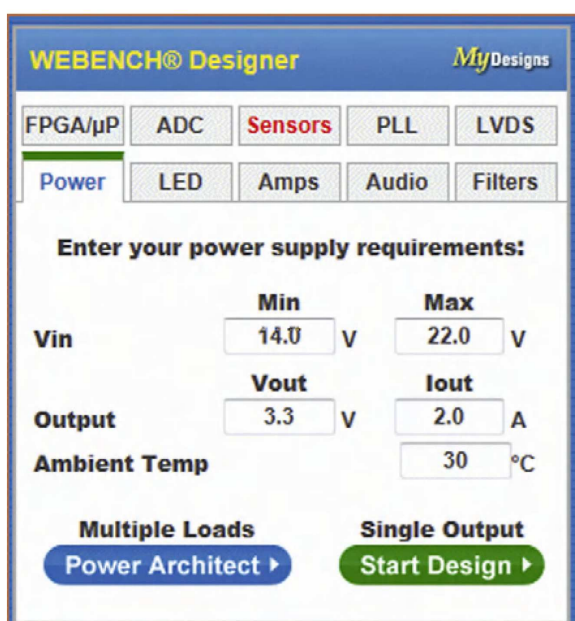 WEBENCH® Designer MyDesigns
FPGA/µP ADC Sensors PLL LVDS
Power LED Amps Audio Filters
Enter your power supply requirements:
Min Max
Vin 14.0 V 22.0 V
Vout Iout
Output 3.3 V 2.0 A
Ambient Temp 30 °C
Multiple Loads Single Output
Power Architect Start Design